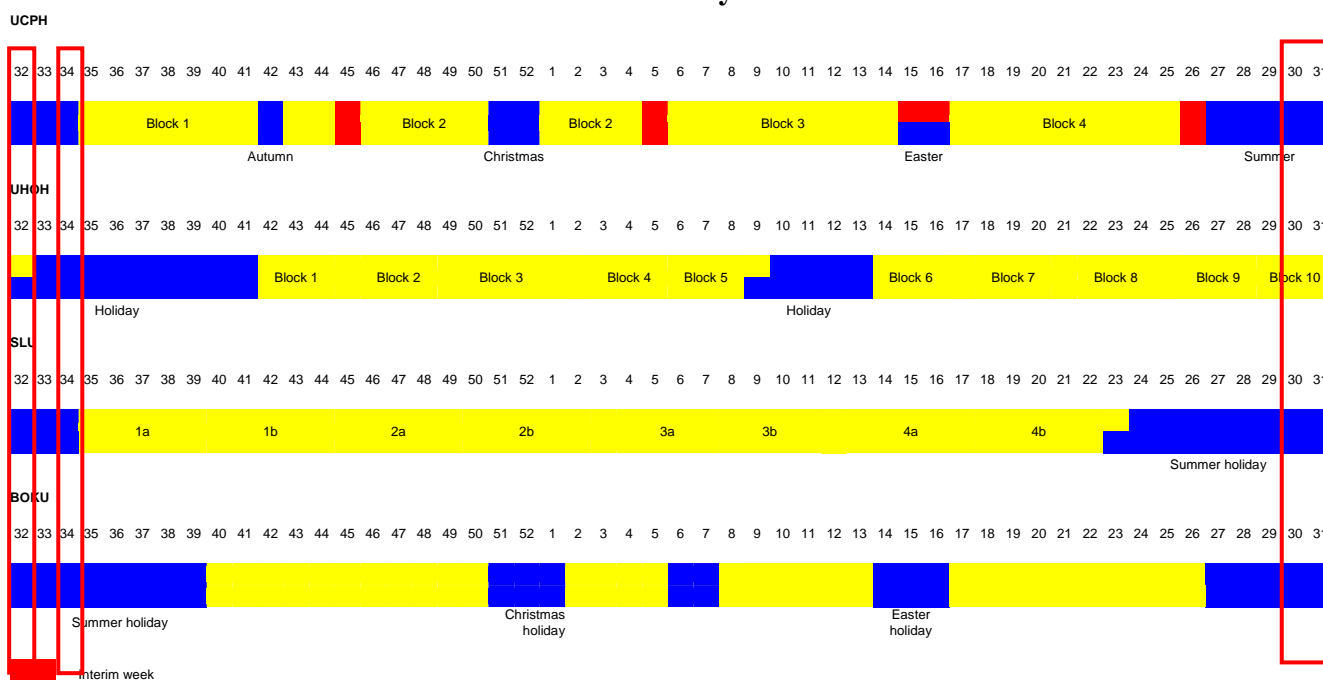 y
UCPH
32 33 34 35 36 37 38 39 40 41 42 43 44 45 46 47 48 49 50 51 52 1 2 3 4 5 6 7 8 9 10 11 12 13 14 15 16 17 18 19 20 21 22 23 24 25 26 27 28 29 30 31
Block 1 Block 2 Block 2 Block 3 Block 4
Autumn Christmas Easter Summer
UHOH
32 33 34 35 36 37 38 39 40 41 42 43 44 45 46 47 48 49 50 51 52 1 2 3 4 5 6 7 8 9 10 11 12 13 14 15 16 17 18 19 20 21 22 23 24 25 26 27 28 29 30 31
Block 1 Block 2 Block 3 Block 4 Block 5 Block 6 Block 7 Block 8 Block 9 Block 10
Holiday Holiday
SLU
32 33 34 35 36 37 38 39 40 41 42 43 44 45 46 47 48 49 50 51 52 1 2 3 4 5 6 7 8 9 10 11 12 13 14 15 16 17 18 19 20 21 22 23 24 25 26 27 28 29 30 31
1a 1b 2a 2b 3a 3b 4a 4b
Summer holiday
BOKU
32 33 34 35 36 37 38 39 40 41 42 43 44 45 46 47 48 49 50 51 52 1 2 3 4 5 6 7 8 9 10 11 12 13 14 15 16 17 18 19 20 21 22 23 24 25 26 27 28 29 30 31
Summer holiday Christmas holiday Easter holiday
Interim week